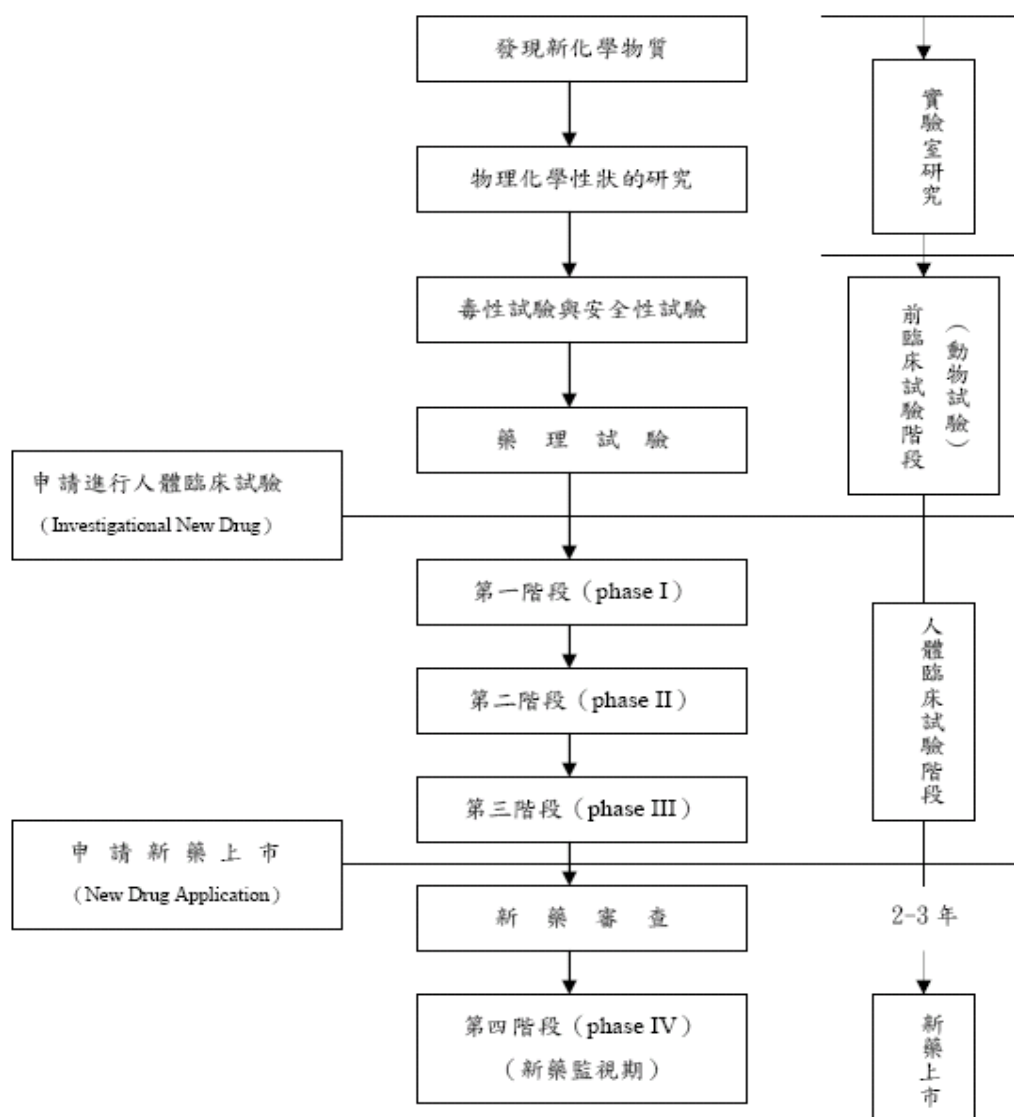 發現新化學物質
物理化學性狀的研究
毒性試驗與安全性試驗
藥理試驗
申請進行人體臨床試驗
（Investigational New Drug）
第一階段（phase I）
第二階段（phase II）
第三階段（phase III）
申請新藥上市
（New Drug Application）
新藥審查
第四階段（phase IV）
（新藥監視期）
實驗室研究
（動物試驗）
前臨床試驗階段
人體臨床試驗階段
2-3 年
新藥上市